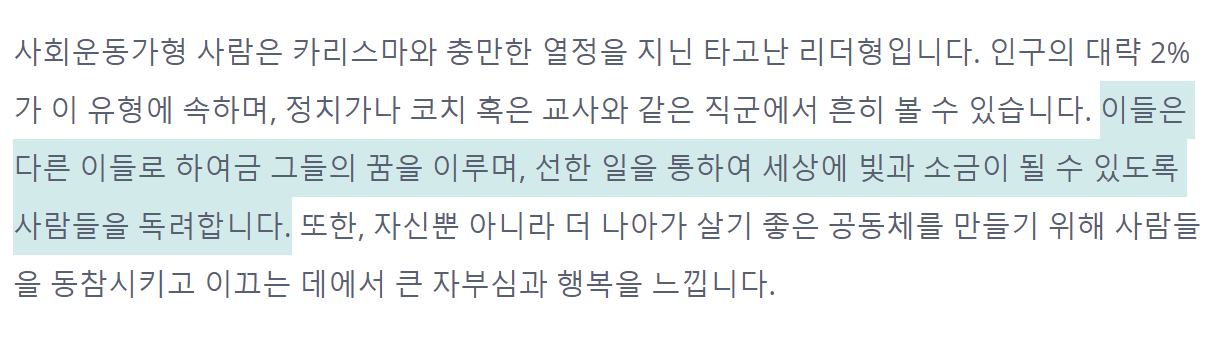 사회운동가형 사람은 카리스마와 충만한 열정을 지닌 타고난 리더형입니다. 인구의 대략 2%
가 이 유형에 속하며, 정치가나 코치 혹은 교사와 같은 직군에서 흔히 볼 수 있습니다. 이들은
다른 이들로 하여금 그들의 꿈을 이루며, 선한 일을 통하여 세상에 빛과 소금이 될 수 있도록
사람들을 독려합니다. 또한, 자신뿐 아니라 더 나아가 살기 좋은 공동체를 만들기 위해 사람들
을 동참시키고 이끄는 데에서 큰 자부심과 행복을 느낍니다.